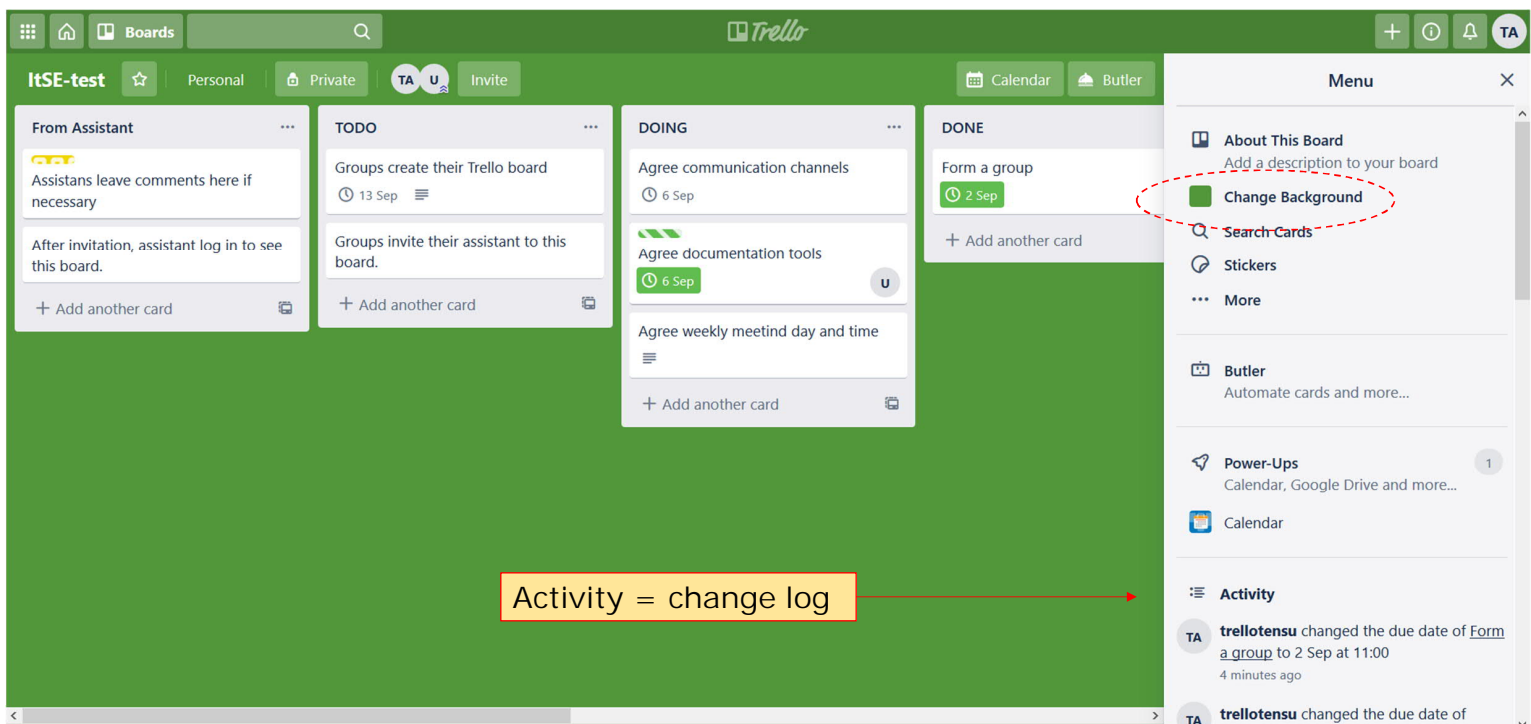 Boards
Trello
TA
ItSE-test
Personal
Private
TA U
Invite
Calendar
Butler
From Assistant
Assistans leave comments here if
necessary
After invitation, assistant log in to see
this board.
+ Add another card
TODO
Groups create their Trello board
13 Sep
Groups invite their assistant to this
board.
+ Add another card
DOING
Agree communication channels
6 Sep
Agree documentation tools
6 Sep
U
Agree weekly meetind day and time
+ Add another card
DONE
Form a group
2 Sep
+ Add another card
Activity = change log
Menu
About This Board
Add a description to your board
Change Background
Search Cards
Stickers
More
Butler
Automate cards and more...
Power-Ups
1
Calendar, Google Drive and more...
Calendar
Activity
TA
trellotensu changed the due date of Form
a group to 2 Sep at 11:00
4 minutes ago
TA
trellotensu changed the due date of